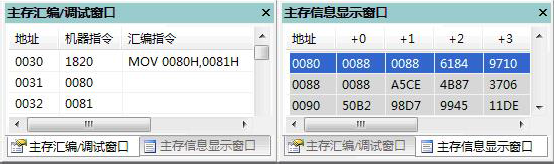 主存汇编/调试窗口
地址 机器指令 汇编指令
0030 1820 MOV 0080H,0081H
0031 0080
0032 0081
主存汇编/调试窗口 主存信息显示窗口
主存信息显示窗口
地址 +0 +1 +2 +3
0080 0088 0088 6184 9710
0088 0088 A5CE 4B87 3706
0090 50B2 98D7 9945 11DE
主存汇编/调试窗口 主存信息显示窗口